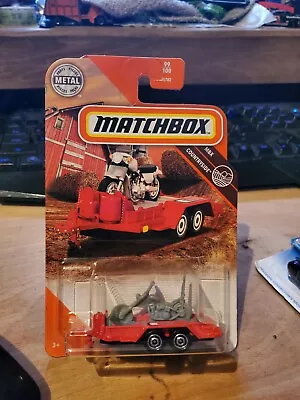 METAL
99
100
MATCHBOX
MBX
COUNTRYSIDE
3+